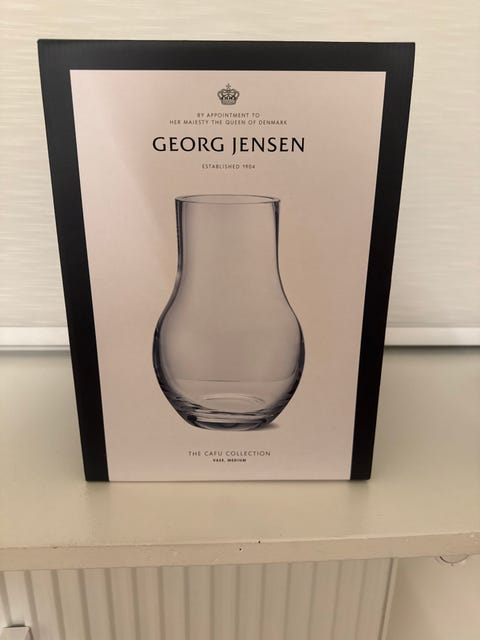 BY APPOINTMENT TO
HER MAJESTY THE QUEEN OF DENMARK
GEORG JENSEN
ESTABLISHED 1904
THE CAFU COLLECTION
VASE, MEDIUM